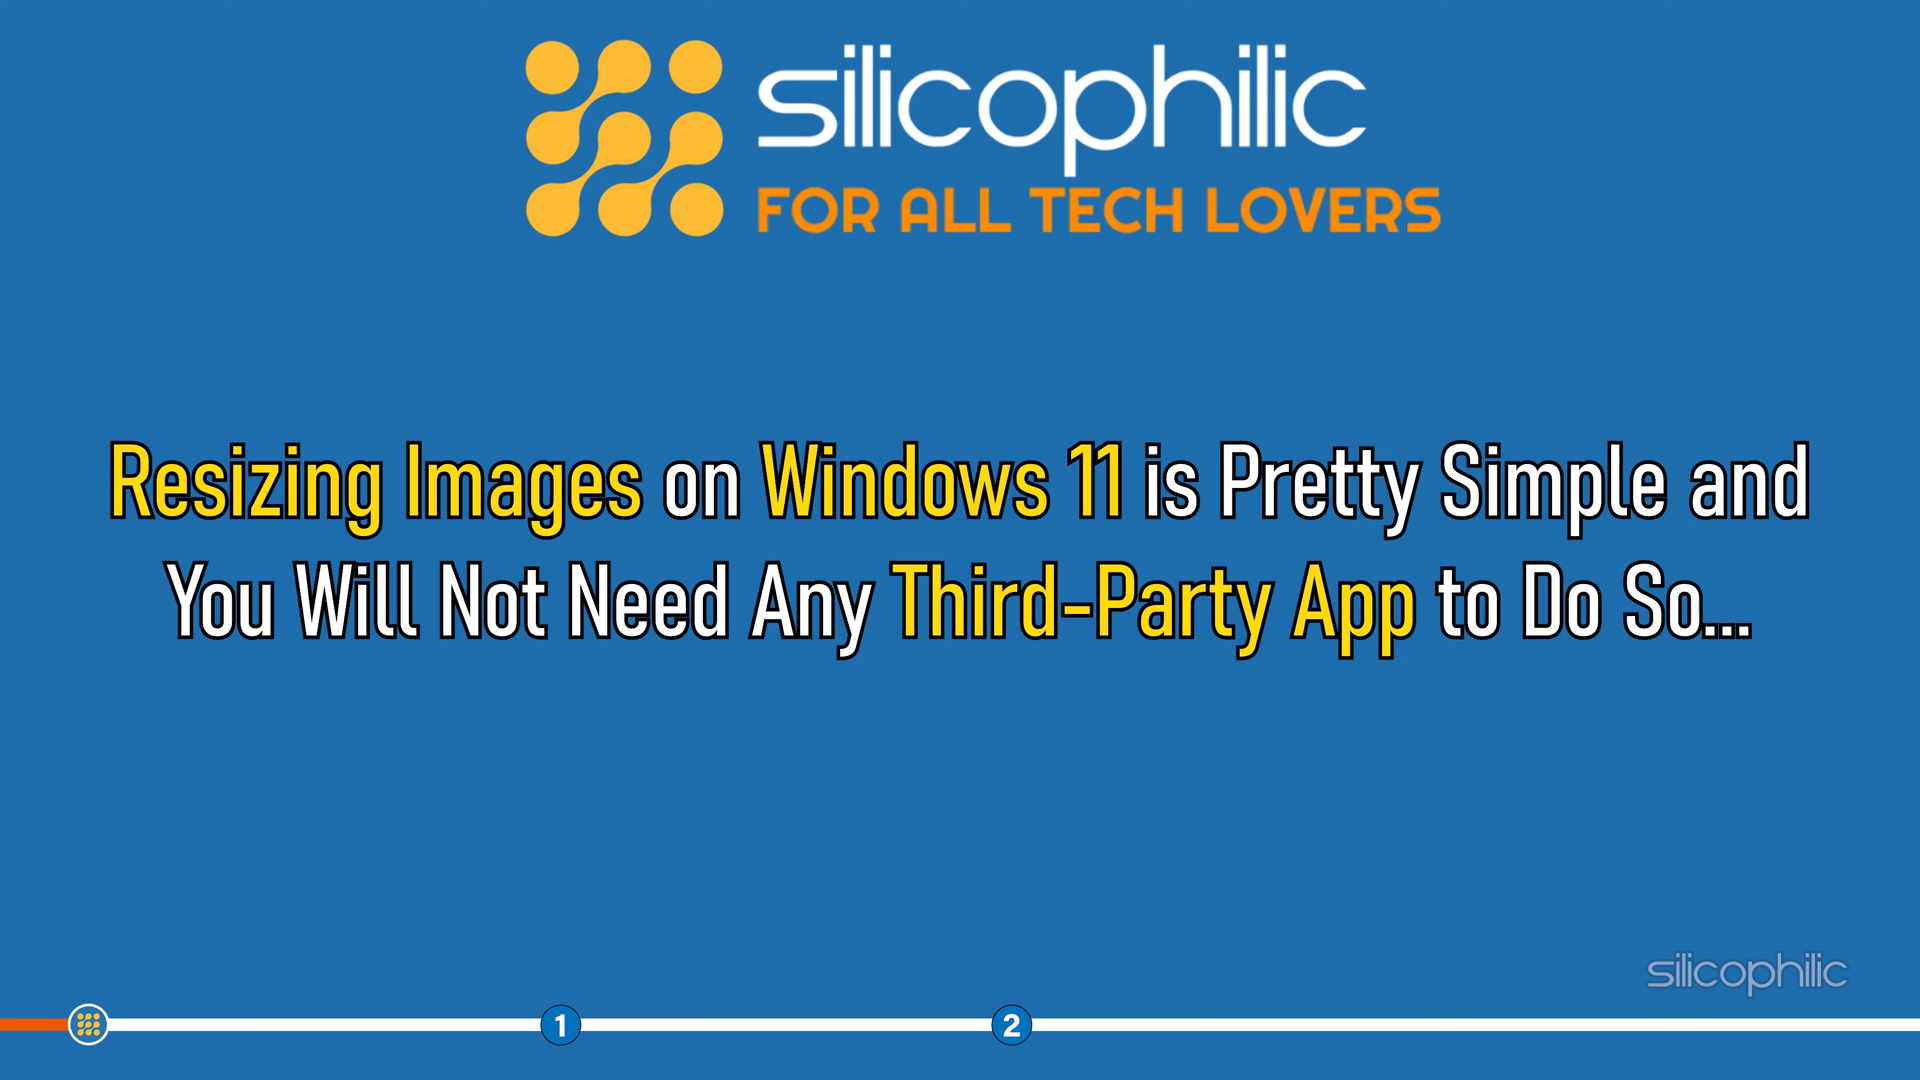 silicophilic
FOR ALL TECH LOVERS
Resizing Images on Windows 11 is Pretty Simple and
You Will Not Need Any Third-Party App to Do So...
silicophilic
1
2